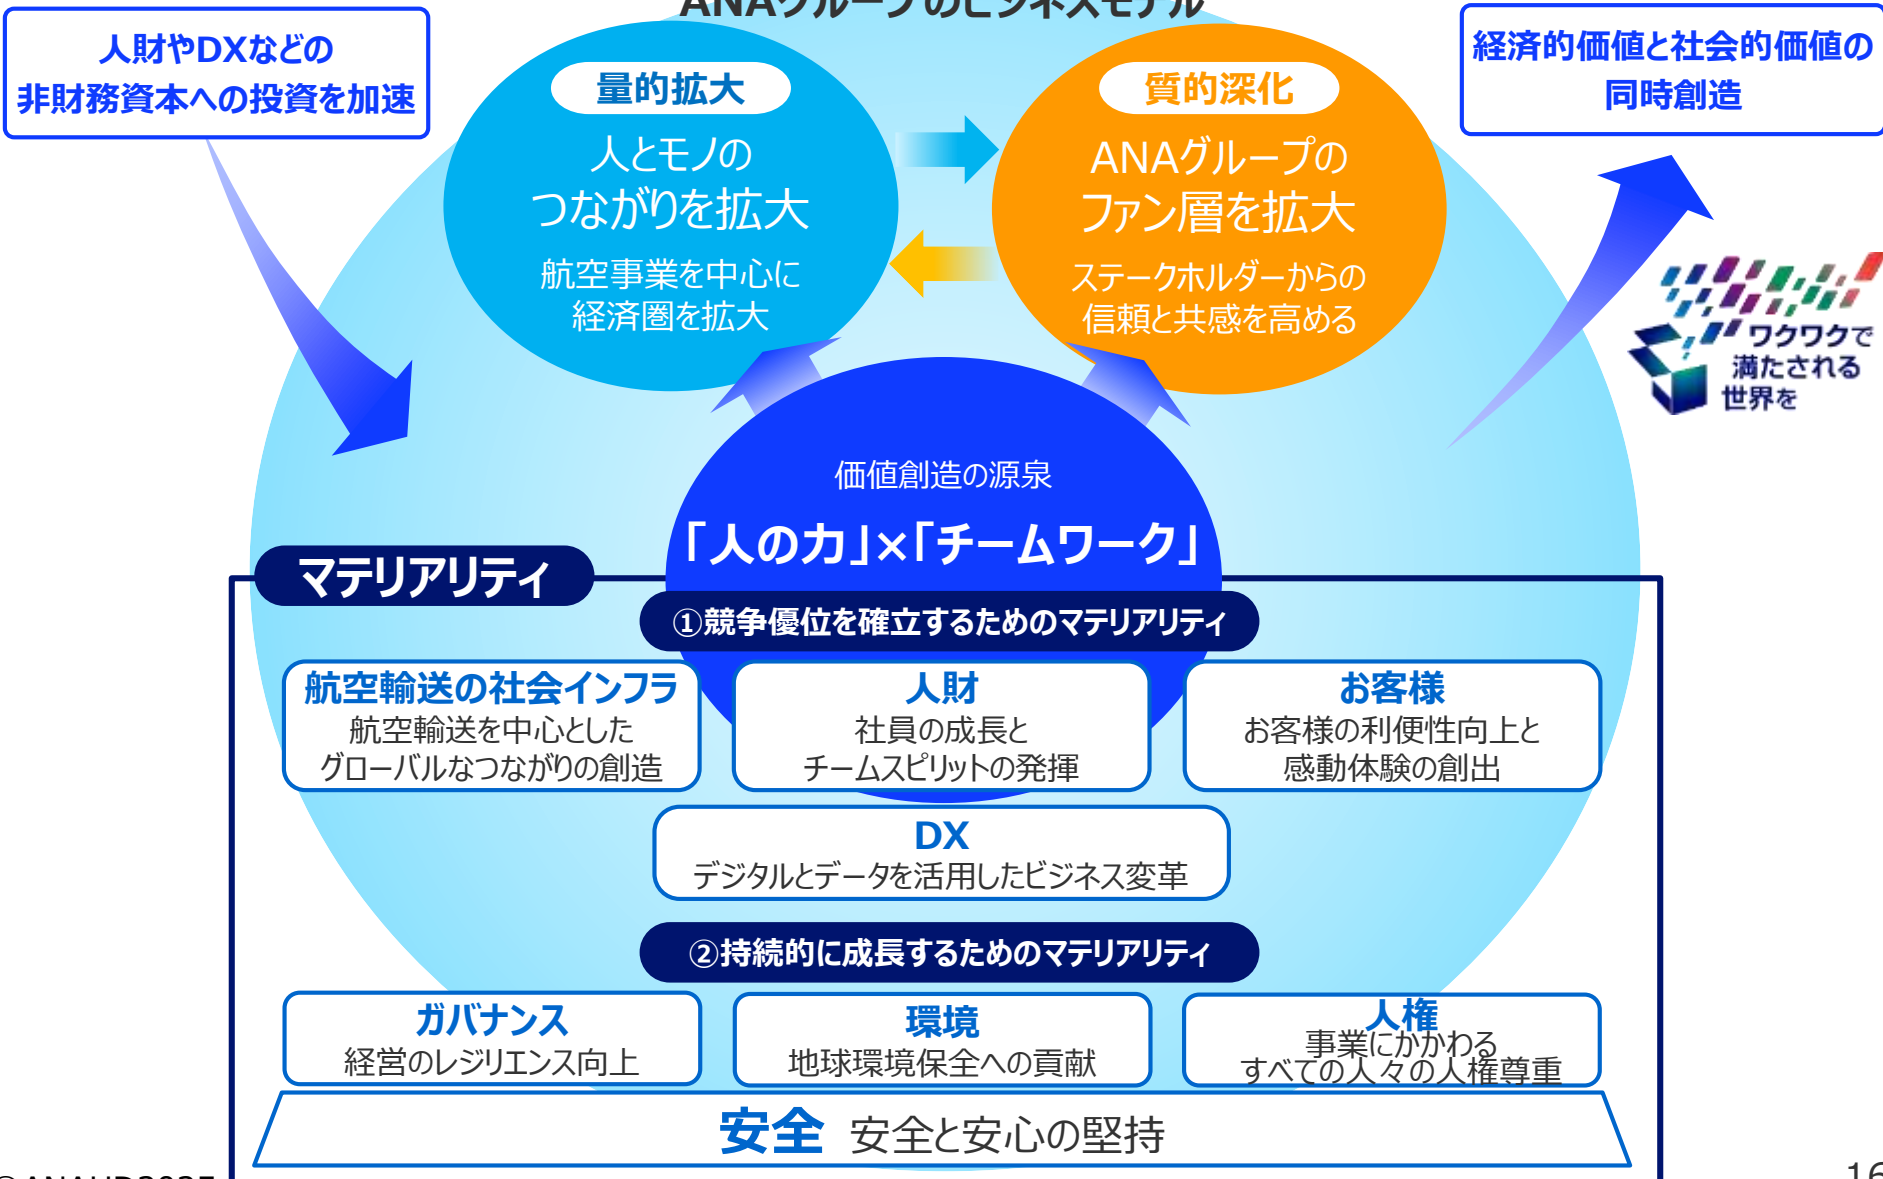 ANAグループのビジネスモデル
人財やDXなどの
非財務資本への投資を加速
経済的価値と社会的価値の
同時創造
量的拡大
人とモノの
つながりを拡大
航空事業を中心に
経済圏を拡大
質的深化
ANAグループの
ファン層を拡大
ステークホルダーからの
信頼と共感を高める
ワクワクで
満たされる
世界を
価値創造の源泉
「人の力」×「チームワーク」
マテリアリティ
①競争優位を確立するためのマテリアリティ
航空輸送の社会インフラ
航空輸送を中心とした
グローバルなつながりの創造
人財
社員の成長と
チームスピリットの発揮
お客様
お客様の利便性向上と
感動体験の創出
DX
デジタルとデータを活用したビジネス変革
②持続的に成長するためのマテリアリティ
ガバナンス
経営のレジリエンス向上
環境
地球環境保全への貢献
人権
事業にかかわる
すべての人々の人権尊重
安全 安全と安心の堅持
16